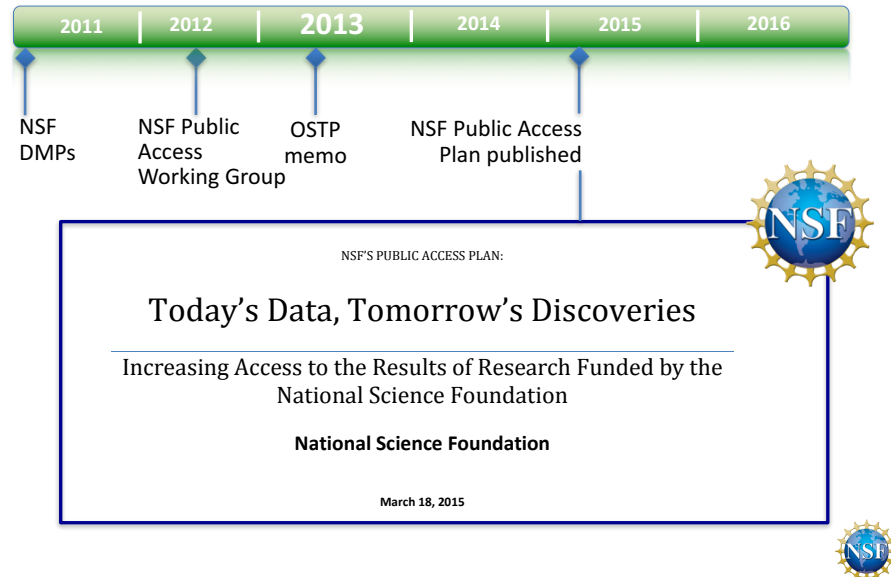 2011 2012 2013 2014 2015 2016
NSF
DMPs
NSF Public
Access
Working Group
OSTP
memo
NSF Public Access
Plan published
NSF
NSF'S PUBLIC ACCESS PLAN:
Today’s Data, Tomorrow’s Discoveries
Increasing Access to the Results of Research Funded by the
National Science Foundation
National Science Foundation
March 18, 2015
NSF